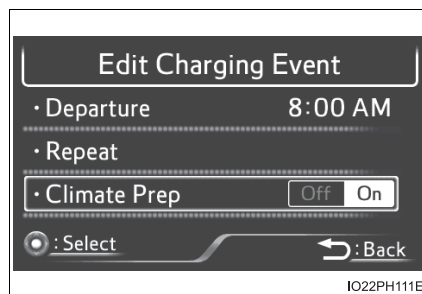 Edit Charging Event
・Departure 8:00 AM
・Repeat
・Climate Prep Off On
:Select :Back
IO22PH111E